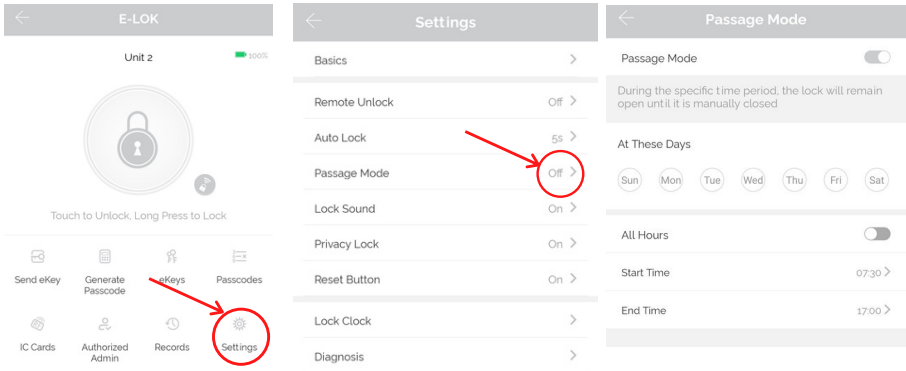 E-LOK
Unit 2
100%
Touch to Unlock, Long Press to Lock
Send eKey
Generate
Passcode
eKeys
Passcodes
IC Cards
Authorized
Admin
Records
Settings
Settings
Basics
Remote Unlock Off
Auto Lock 5s
Passage Mode Off
Lock Sound On
Privacy Lock On
Reset Button On
Lock Clock
Diagnosis
Passage Mode
Passage Mode
During the specific time period, the lock will remain
open until it is manually closed
At These Days
Sun Mon Tue Wed Thu Fri Sat
All Hours
Start Time 07:30
End Time 17:00